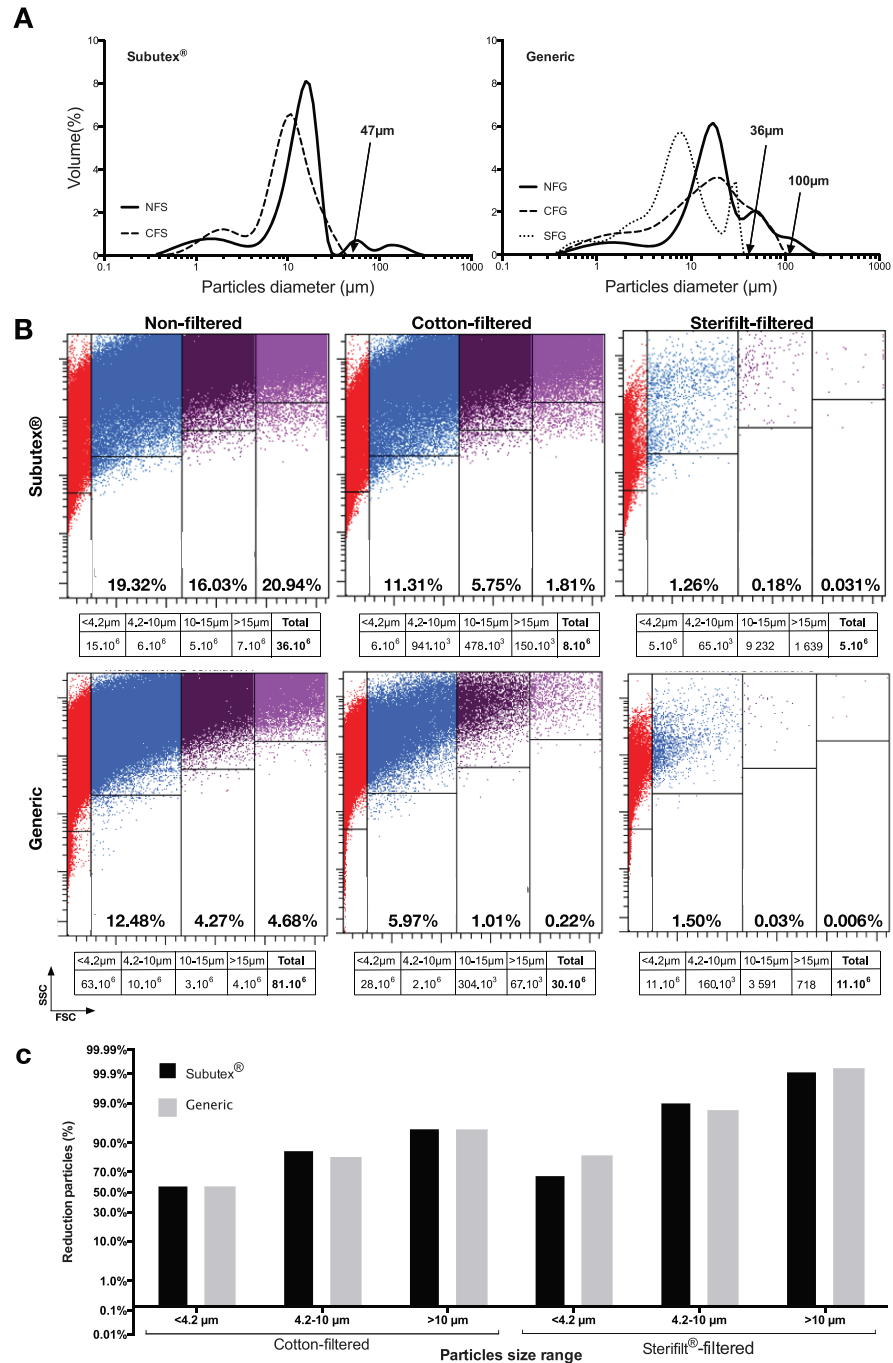 A
Subutex®
Generic
10
8
6
4
2
0
Volume(%)
47µm
NFS
CFS
0.1 1 10 100 1000
Particles diameter (µm)
10
8
6
4
2
0
36µm
100µm
NFG
CFG
SFG
0.1 1 10 100 1000
Particles diameter (µm)
B
Non-filtered Cotton-filtered Sterifilt-filtered
Subutex®
19.32% 16.03% 20.94%
11.31% 5.75% 1.81%
1.26% 0.18% 0.031%
<4.2µm 4.2-10µm 10-15µm >15µm Total
15.10⁶ 6.10⁶ 5.10⁶ 7.10⁶ 36.10⁶
<4.2µm 4.2-10µm 10-15µm >15µm Total
6.10⁶ 941.10³ 478.10³ 150.10³ 8.10⁶
<4.2µm 4.2-10µm 10-15µm >15µm Total
5.10⁶ 65.10³ 9 232 1 639 5.10⁶
Generic
12.48% 4.27% 4.68%
5.97% 1.01% 0.22%
1.50% 0.03% 0.006%
<4.2µm 4.2-10µm 10-15µm >15µm Total
63.10⁶ 10.10⁶ 3.10⁶ 4.10⁶ 81.10⁶
<4.2µm 4.2-10µm 10-15µm >15µm Total
28.10⁶ 2.10⁶ 304.10³ 67.10³ 30.10⁶
<4.2µm 4.2-10µm 10-15µm >15µm Total
11.10⁶ 160.10³ 3 591 718 11.10⁶
SSC
FSC
C
99.99%
99.9%
99.0%
90.0%
70.0%
50.0%
30.0%
10.0%
1.0%
0.1%
0.01%
Reduction particles (%)
Subutex®
Generic
<4.2 µm 4.2-10 µm >10 µm <4.2 µm 4.2-10 µm >10 µm
Cotton-filtered Sterifilt®-filtered
Particles size range